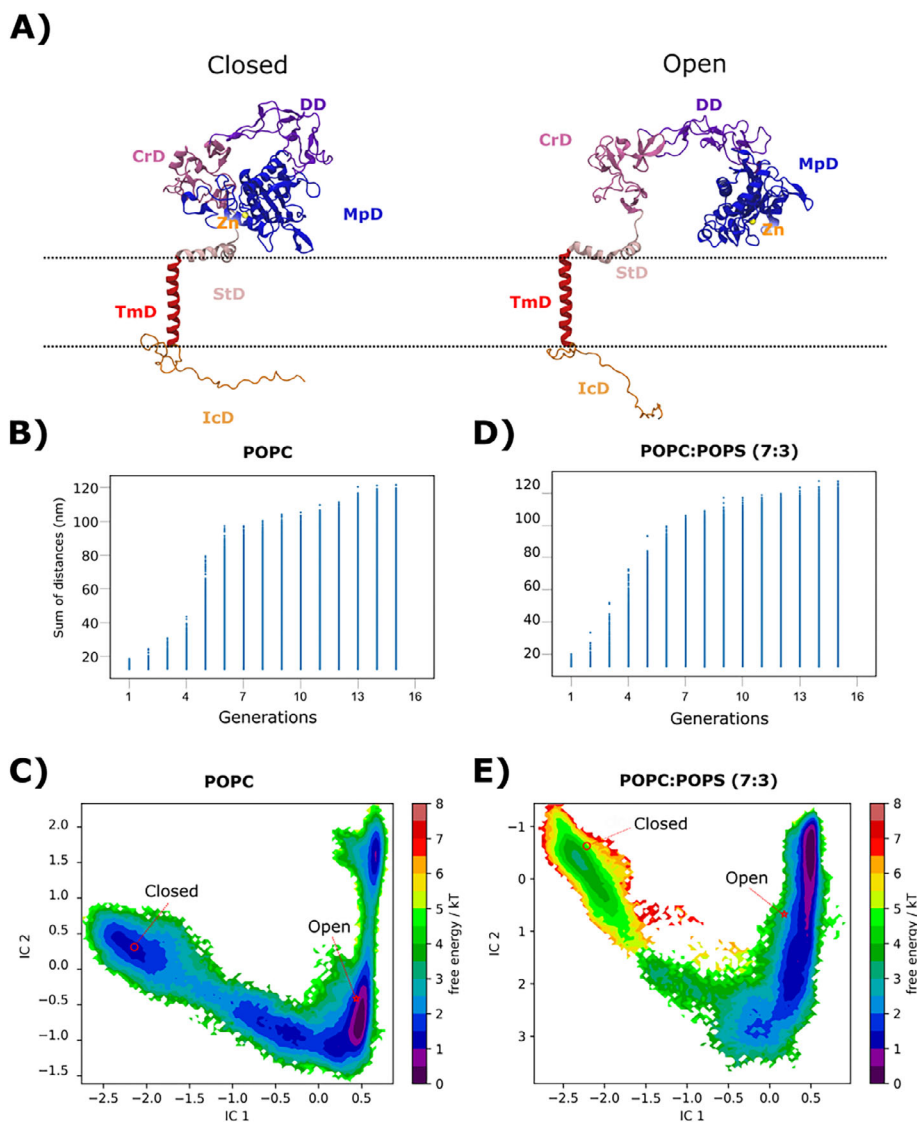 A)
Closed
Open
DD
CrD
MpD
Zn
StD
TmD
IcD
DD
CrD
MpD
Zn
StD
TmD
IcD
B)
POPC
Sum of distances (nm)
120
100
80
60
40
20
1 4 7 10 13 16
Generations
D)
POPC:POPS (7:3)
120
100
80
60
40
20
1 4 7 10 13 16
Generations
C)
POPC
IC 2
2.0
1.5
1.0
0.5
0.0
−0.5
−1.0
−1.5
Closed
Open
−2.5 −2.0 −1.5 −1.0 −0.5 0.0 0.5
IC 1
8
7
6
5
4
3
2
1
0
free energy / kT
E)
POPC:POPS (7:3)
IC 2
−1
0
1
2
3
Closed
Open
−2.5 −2.0 −1.5 −1.0 −0.5 0.0 0.5
IC 1
8
7
6
5
4
3
2
1
0
free energy / kT